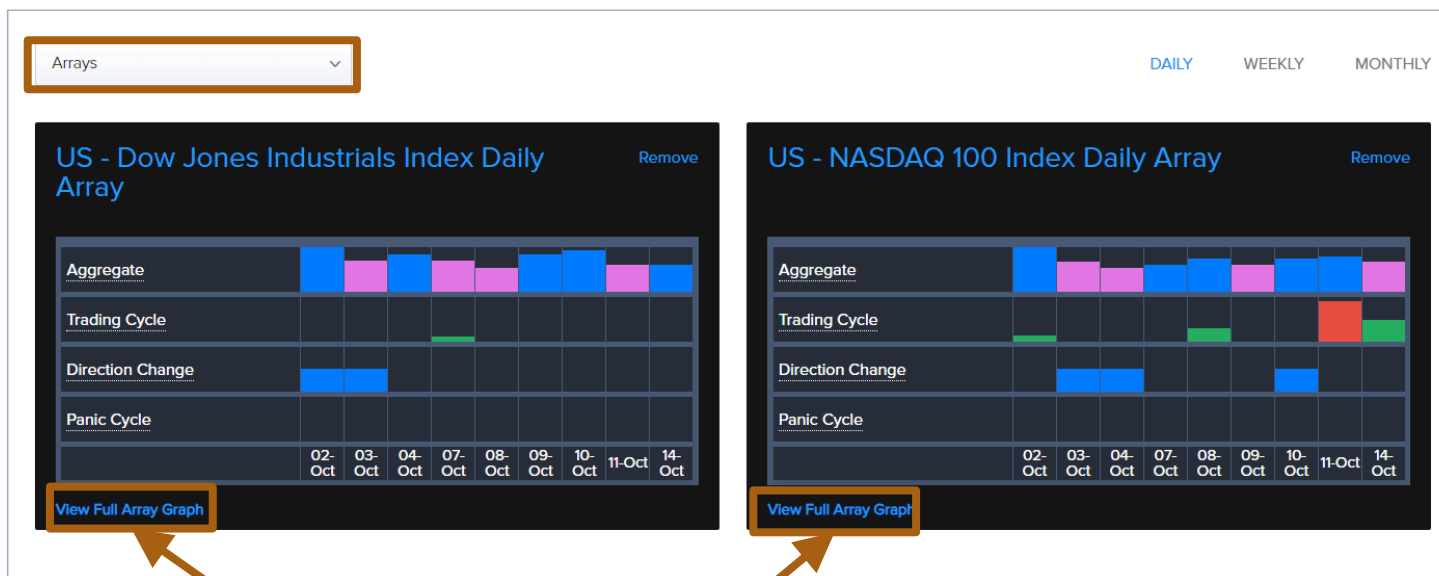 Arrays
DAILY WEEKLY MONTHLY
US - Dow Jones Industrials Index Daily
Array
Remove
Aggregate
Trading Cycle
Direction Change
Panic Cycle
02- 03- 04- 07- 08- 09- 10- 11-Oct 14-
Oct Oct Oct Oct Oct Oct Oct Oct
View Full Array Graph
US - NASDAQ 100 Index Daily Array
Remove
Aggregate
Trading Cycle
Direction Change
Panic Cycle
02- 03- 04- 07- 08- 09- 10- 11-Oct 14-
Oct Oct Oct Oct Oct Oct Oct Oct
View Full Array Graph